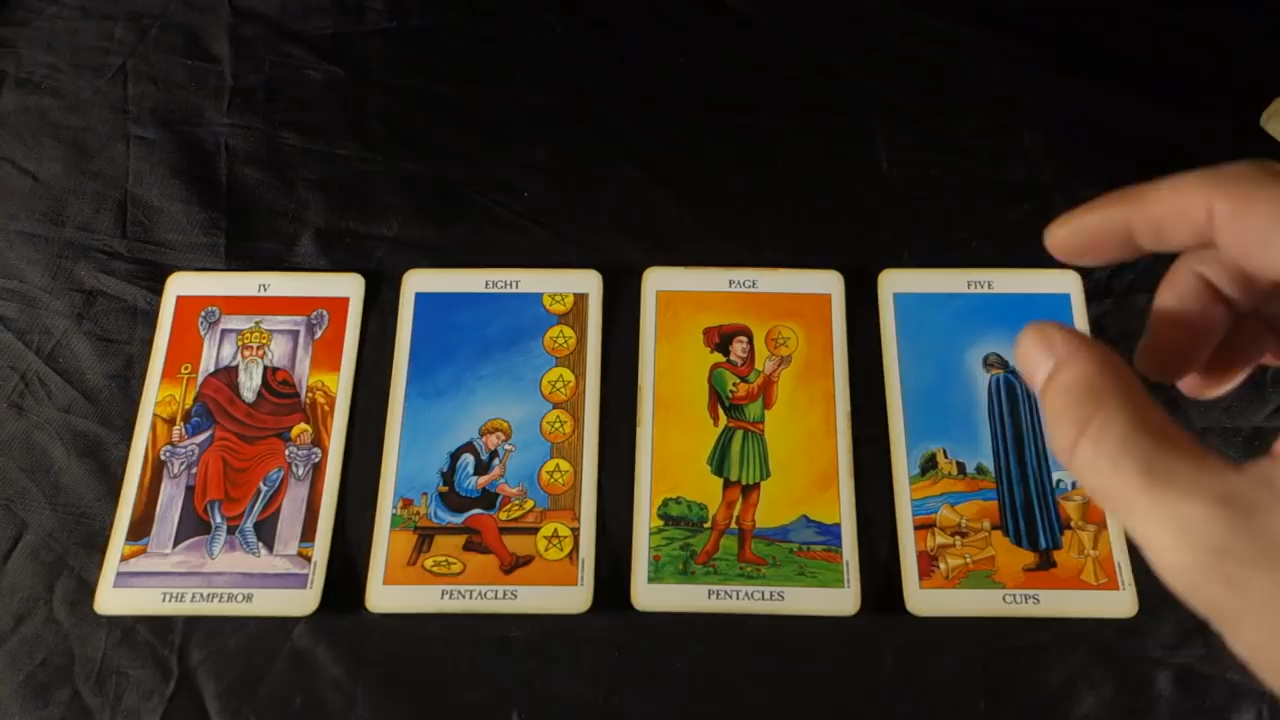 IV
THE EMPEROR
EIGHT
PENTACLES
PAGE
PENTACLES
FIVE
CUPS